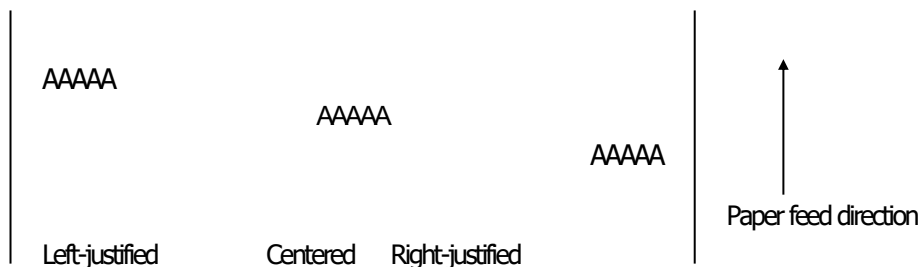 AAAAA
AAAAA
AAAAA
Paper feed direction
Left-justified Centered Right-justified